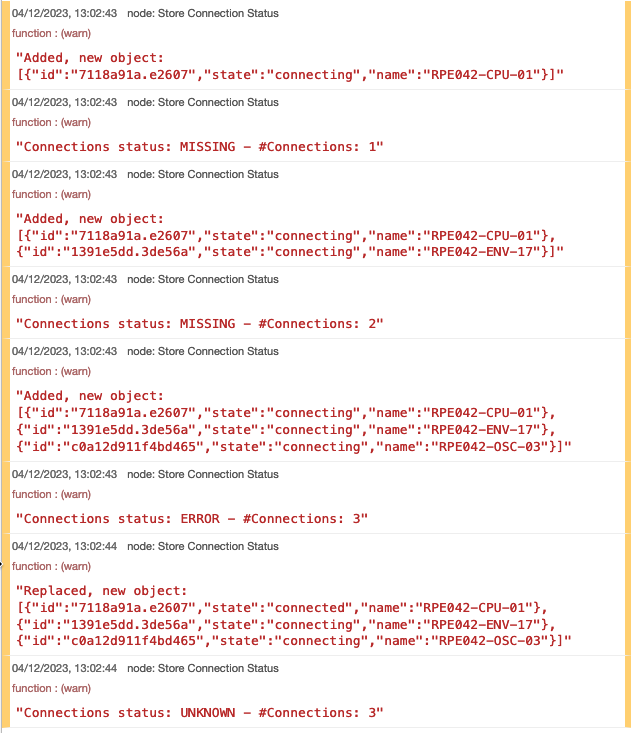 04/12/2023, 13:02:43 node: Store Connection Status
function : (warn)
"Added, new object:
[{"id":"7118a91a.e2607","state":"connecting","name":"RPE042-CPU-01"}]"
04/12/2023, 13:02:43 node: Store Connection Status
function : (warn)
"Connections status: MISSING - #Connections: 1"
04/12/2023, 13:02:43 node: Store Connection Status
function : (warn)
"Added, new object:
[{"id":"7118a91a.e2607","state":"connecting","name":"RPE042-CPU-01"},
{"id":"1391e5dd.3de56a","state":"connecting","name":"RPE042-ENV-17"}]"
04/12/2023, 13:02:43 node: Store Connection Status
function : (warn)
"Connections status: MISSING - #Connections: 2"
04/12/2023, 13:02:43 node: Store Connection Status
function : (warn)
"Added, new object:
[{"id":"7118a91a.e2607","state":"connecting","name":"RPE042-CPU-01"},
{"id":"1391e5dd.3de56a","state":"connecting","name":"RPE042-ENV-17"},
{"id":"c0a12d911f4bd465","state":"connecting","name":"RPE042-OSC-03"}]"
04/12/2023, 13:02:43 node: Store Connection Status
function : (warn)
"Connections status: ERROR - #Connections: 3"
04/12/2023, 13:02:44 node: Store Connection Status
function : (warn)
"Replaced, new object:
[{"id":"7118a91a.e2607","state":"connected","name":"RPE042-CPU-01"},
{"id":"1391e5dd.3de56a","state":"connecting","name":"RPE042-ENV-17"},
{"id":"c0a12d911f4bd465","state":"connecting","name":"RPE042-OSC-03"}]"
04/12/2023, 13:02:44 node: Store Connection Status
function : (warn)
"Connections status: UNKNOWN - #Connections: 3"